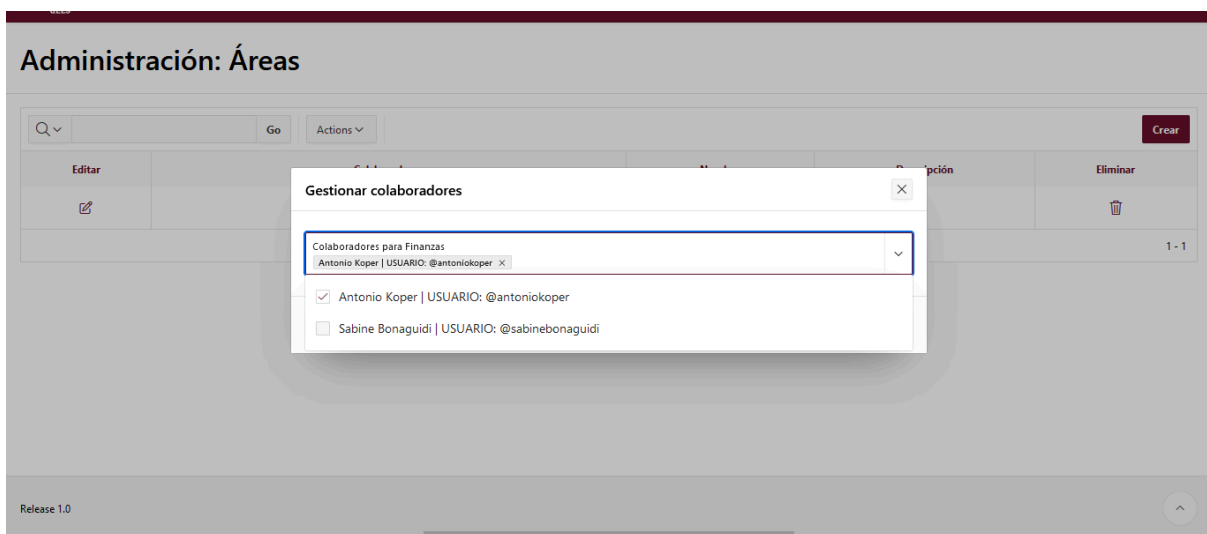 Administración: Áreas
Go
Actions
Crear
Editar
Eliminar
Gestionar colaboradores
Colaboradores para Finanzas
Antonio Koper | USUARIO: @antoniokoper
Antonio Koper | USUARIO: @antoniokoper
Sabine Bonaguidi | USUARIO: @sabinebonaguidi
1 - 1
Release 1.0